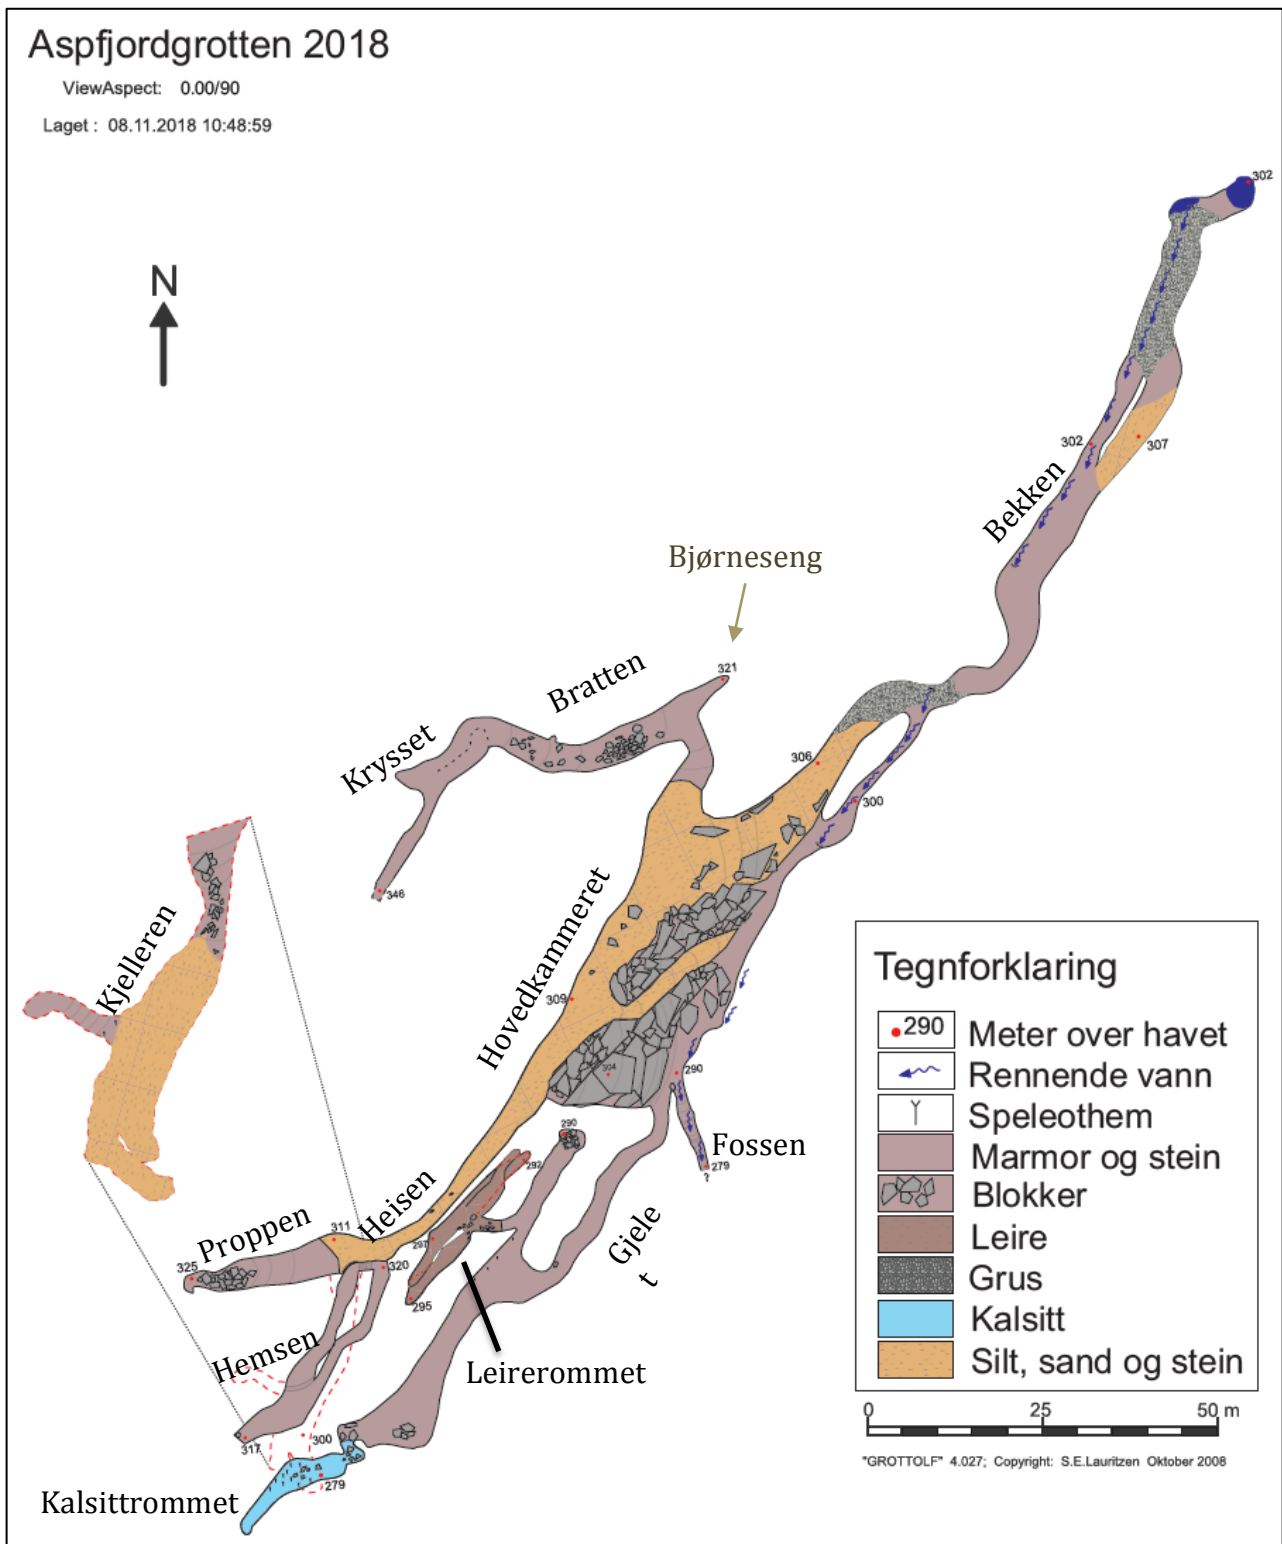 Aspfjordgrotten 2018
ViewAspect: 0.00/90
Laget : 08.11.2018 10:48:59
N
302
302
307
Bekken
Bjørneseng
321
Bratten
Krysset
306
300
346
Kjelleren
Hovedkammeret
309
304
290
290
Fossen
279
?
292
Heisen
311
Proppen
297
Gjele
t
325
320
295
Hemsen
Leirerommet
317
300
279
Kalsittrommet
Tegnforklaring
290 Meter over havet
Rennende vann
Speleothem
Marmor og stein
Blokker
Leire
Grus
Kalsitt
Silt, sand og stein
0 25 50 m
"GROTTOLF" 4.027; Copyright: S.E.Lauritzen Oktober 2008